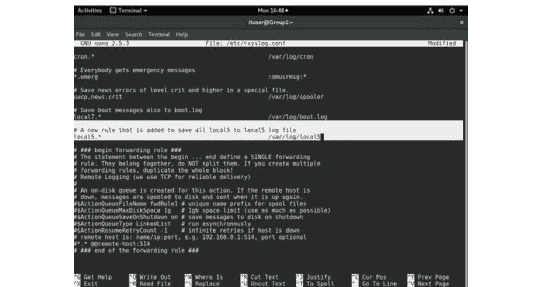 Activities Terminal Mon 16:48
ituser@Group1:~
File Edit View Search Terminal Help
GNU nano 2.5.3 File: /etc/rsyslog.conf Modified
cron.* /var/log/cron
# Everybody gets emergency messages
*.emerg :omusrmsg:*
# Save news errors of level crit and higher in a special file.
uucp,news.crit /var/log/spooler
# Save boot messages also to boot.log
local7.* /var/log/boot.log
# A new rule that is added to save all local5 to local5 log file
local5.* /var/log/local5
# ### begin forwarding rule ###
# The statement between the begin ... end define a SINGLE forwarding
# rule. They belong together, do NOT split them. If you create multiple
# forwarding rules, duplicate the whole block!
# Remote Logging (we use TCP for reliable delivery)
#
# An on-disk queue is created for this action. If the remote host is
# down, messages are spooled to disk and sent when it is up again.
#$ActionQueueFileName fwdRule1 # unique name prefix for spool files
#$ActionQueueMaxDiskSpace 1g # 1gb space limit (use as much as possible)
#$ActionQueueSaveOnShutdown on # save messages to disk on shutdown
#$ActionQueueType LinkedList # run asynchronously
#$ActionResumeRetryCount -1 # infinite retries if host is down
# remote host is: name/ip:port, e.g. 192.168.0.1:514, port optional
#*.* @@remote-host:514
# ### end of the forwarding rule ###
^G Get Help ^O Write Out ^W Where Is ^K Cut Text ^J Justify ^C Cur Pos ^Y Prev Page
^X Exit ^R Read File ^\ Replace ^U Uncut Text ^T To Spell ^_ Go To Line ^V Next Page